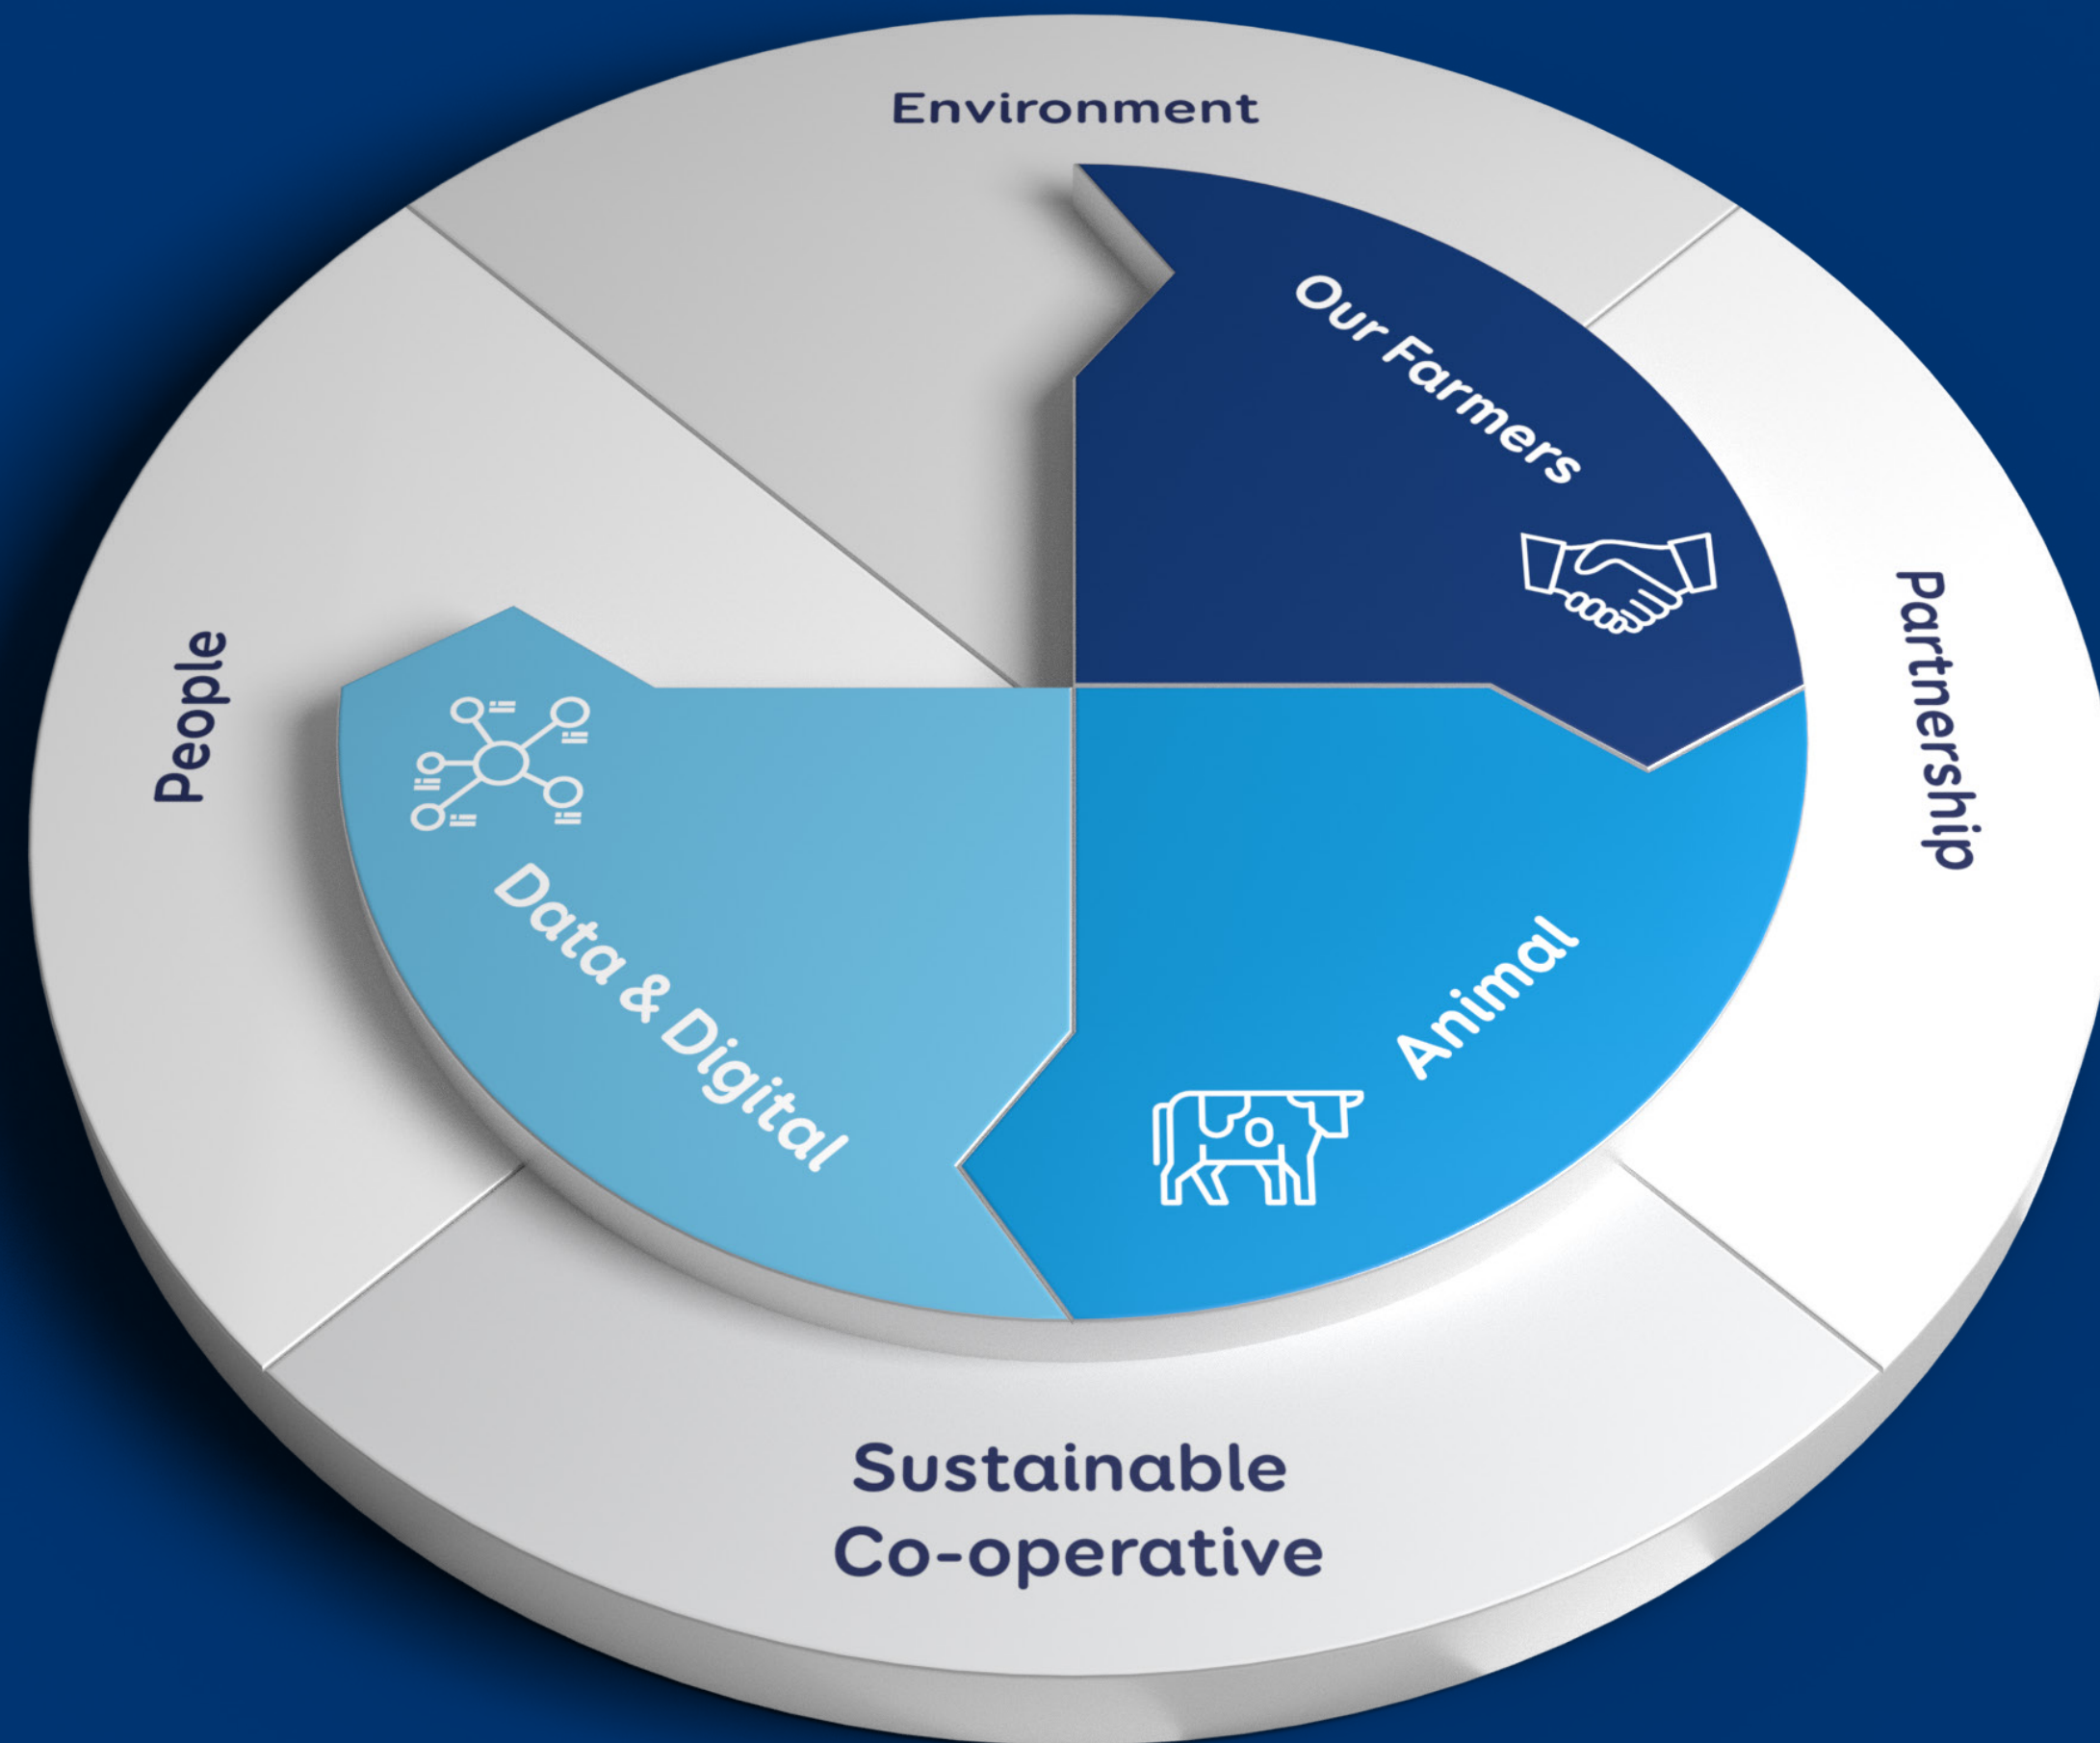 Environment
Our Farmers
Partnership
People
Data & Digital
Animal
Sustainable
Co-operative